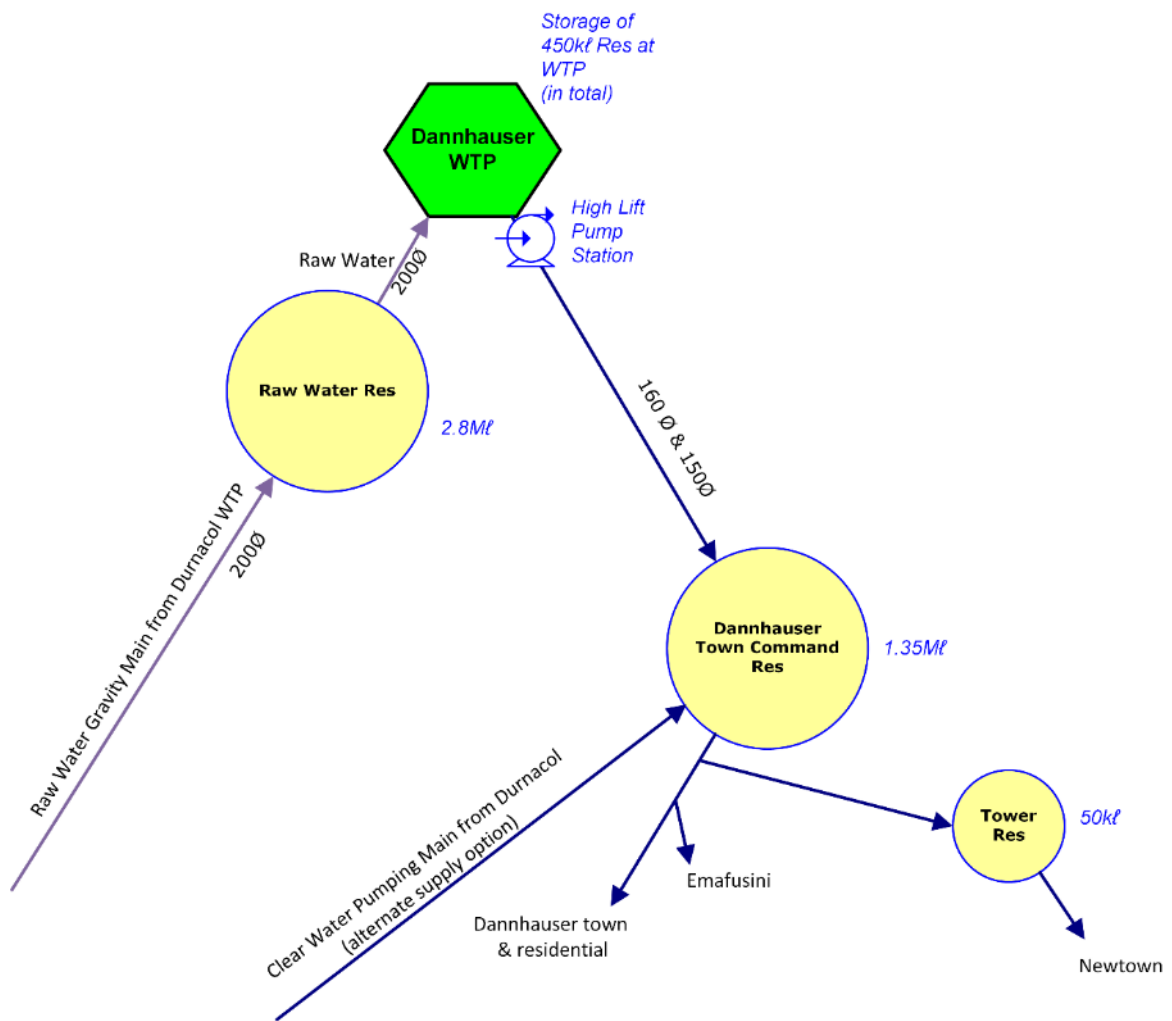 Storage of
450kℓ Res at
WTP
(in total)
Dannhauser
WTP
High Lift
Pump
Station
Raw Water
200Ø
Raw Water Res
2.8Mℓ
160 Ø & 150Ø
Raw Water Gravity Main from Durnacol WTP
200Ø
Dannhauser
Town Command
Res
1.35Mℓ
Clear Water Pumping Main from Durnacol
(alternate supply option)
Tower
Res
50kℓ
Emafusini
Dannhauser town
& residential
Newtown